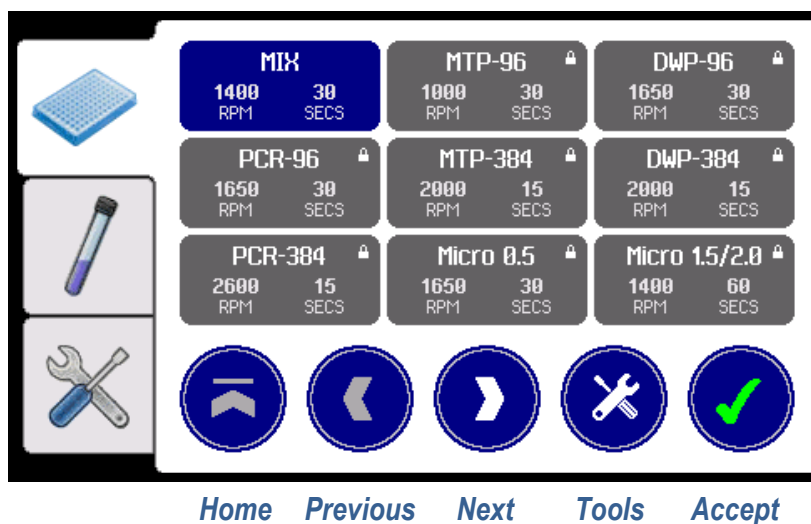 MIX MTP-96 DWP-96
1400 30 1000 30 1650 30
RPM SECS RPM SECS RPM SECS
PCR-96 MTP-384 DWP-384
1650 30 2000 15 2000 15
RPM SECS RPM SECS RPM SECS
PCR-384 Micro 0.5 Micro 1.5/2.0
2600 15 1650 30 1400 60
RPM SECS RPM SECS RPM SECS
Home Previous Next Tools Accept